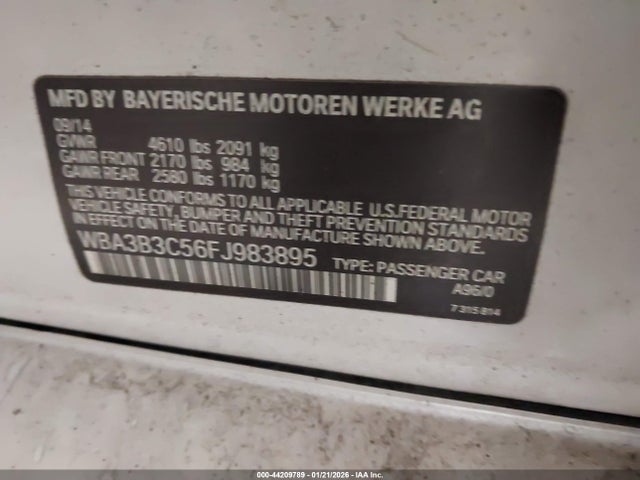 MFD BY BAYERISCHE MOTOREN WERKE AG
09/14
GVWR 4610 lbs 2091 kg
GAWR FRONT 2170 lbs 984 kg
GAWR REAR 2580 lbs 1170 kg
THIS VEHICLE CONFORMS TO ALL APPLICABLE U.S.FEDERAL MOTOR
VEHICLE SAFETY, BUMPER AND THEFT PREVENTION STANDARDS
IN EFFECT ON THE DATE OF MANUFACTURE SHOWN ABOVE.
WBA3B3C56FJ983895
TYPE: PASSENGER CAR
A96/0
7 315 814
000-44209789 - 01/21/2026 - IAA Inc.